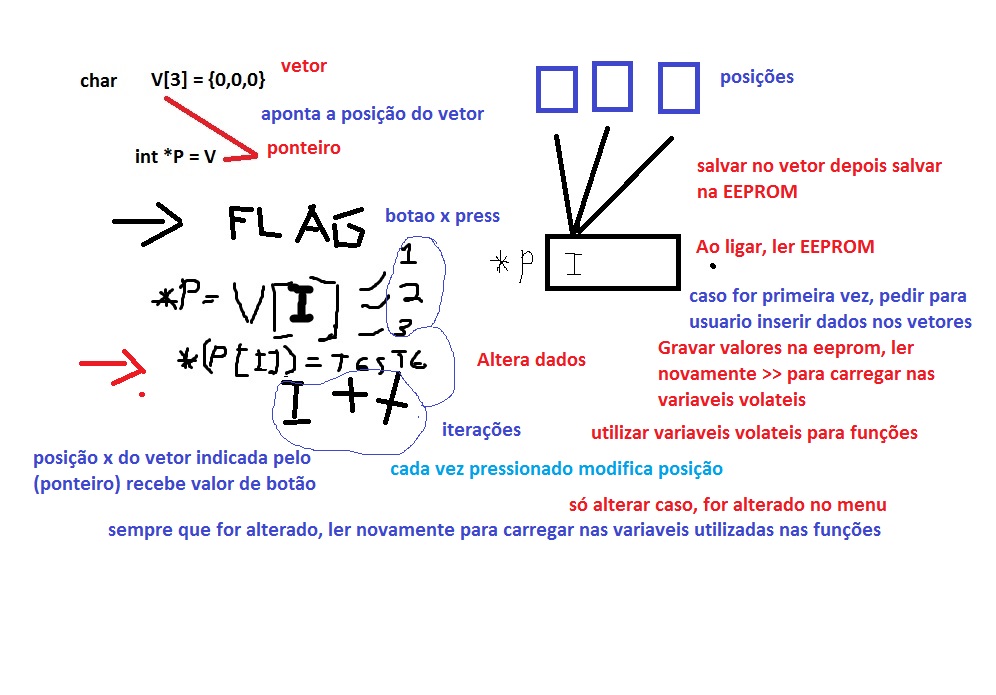 char V[3] = {0,0,0} vetor
aponta a posição do vetor
int *P = V ponteiro
posições
salvar no vetor depois salvar
na EEPROM
FLAG botao x press
*P I
Ao ligar, ler EEPROM
caso for primeira vez, pedir para
usuario inserir dados nos vetores
*P = V[I]
1
2
3
*(P[I]) = TESTE Altera dados
I++
iterações
Gravar valores na eeprom, ler
novamente >> para carregar nas
variaveis volateis
utilizar variaveis volateis para funções
posição x do vetor indicada pelo
(ponteiro) recebe valor de botão
cada vez pressionado modifica posição
só alterar caso, for alterado no menu
sempre que for alterado, ler novamente para carregar nas variaveis utilizadas nas funções